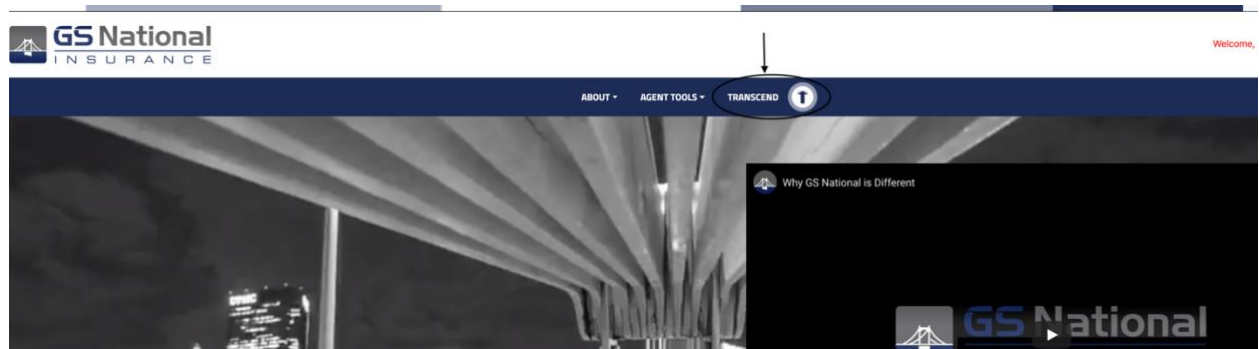 GS National
INSURANCE
Welcome,
ABOUT
AGENT TOOLS
TRANSCEND
Why GS National is Different
GS National